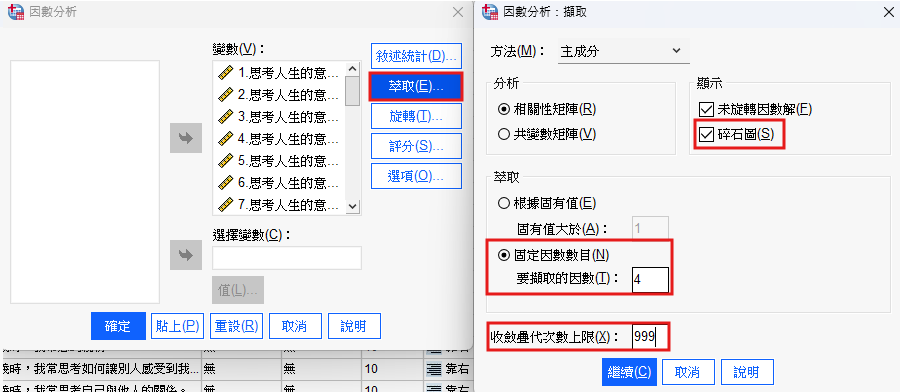 因數分析
變數(V)：
1.思考人生的意...
2.思考人生的意...
3.思考人生的意...
4.思考人生的意...
5.思考人生的意...
6.思考人生的意...
7.思考人生的意...
敘述統計(D)...
萃取(E)...
旋轉(T)...
評分(S)...
選項(O)...
選擇變數(C)：
值(L)...
確定
貼上(P)
重設(R)
取消
說明
無
無
10
靠右
時，我常思考如何讓別人感受到我...
無
無
10
靠右
時，我常思考自己與他人的關係。
無
無
10
靠右
因數分析：擷取
方法(M)：
主成分
分析
相關性矩陣(R)
共變數矩陣(V)
顯示
未旋轉因數解(F)
碎石圖(S)
萃取
根據固有值(E)
固有值大於(A)：
1
固定因數數目(N)
要擷取的因數(T)：
4
收斂疊代次數上限(X)：
999
繼續(C)
取消
說明